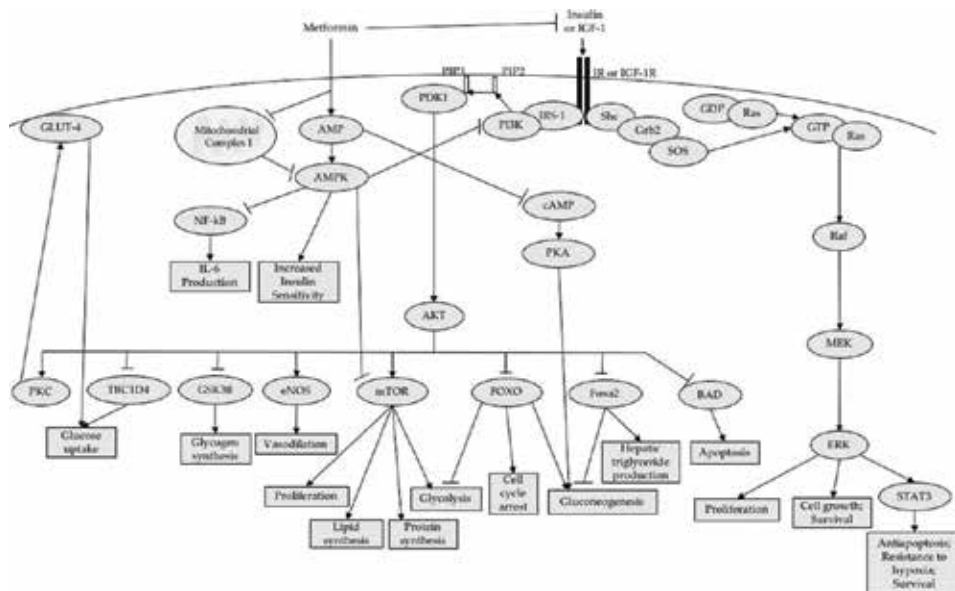 Metformin
Insulin
or IGF-1
PIP3
PIP2
IR or IGF-1R
PDK1
PI3K
IRS-1
Shc
Grb2
SOS
GDP
Ras
GTP
Ras
GLUT-4
Mitochondrial
Complex I
AMP
AMPK
NF-kB
cAMP
PKA
Raf
IL-6
Production
Increased
Insulin
Sensitivity
AKT
MEK
PKC
TBC1D4
GSK3B
eNOS
mTOR
FOXO
Foxa2
BAD
Glucose
uptake
Glycogen
synthesis
Vasodilation
Hepatic
triglyceride
production
Apoptosis
ERK
Proliferation
Glycolysis
Cell
cycle
arrest
Gluconeogenesis
Lipid
synthesis
Protein
synthesis
Proliferation
Cell growth;
Survival
STAT3
Antiapoptosis;
Resistance to
hypoxia;
Survival